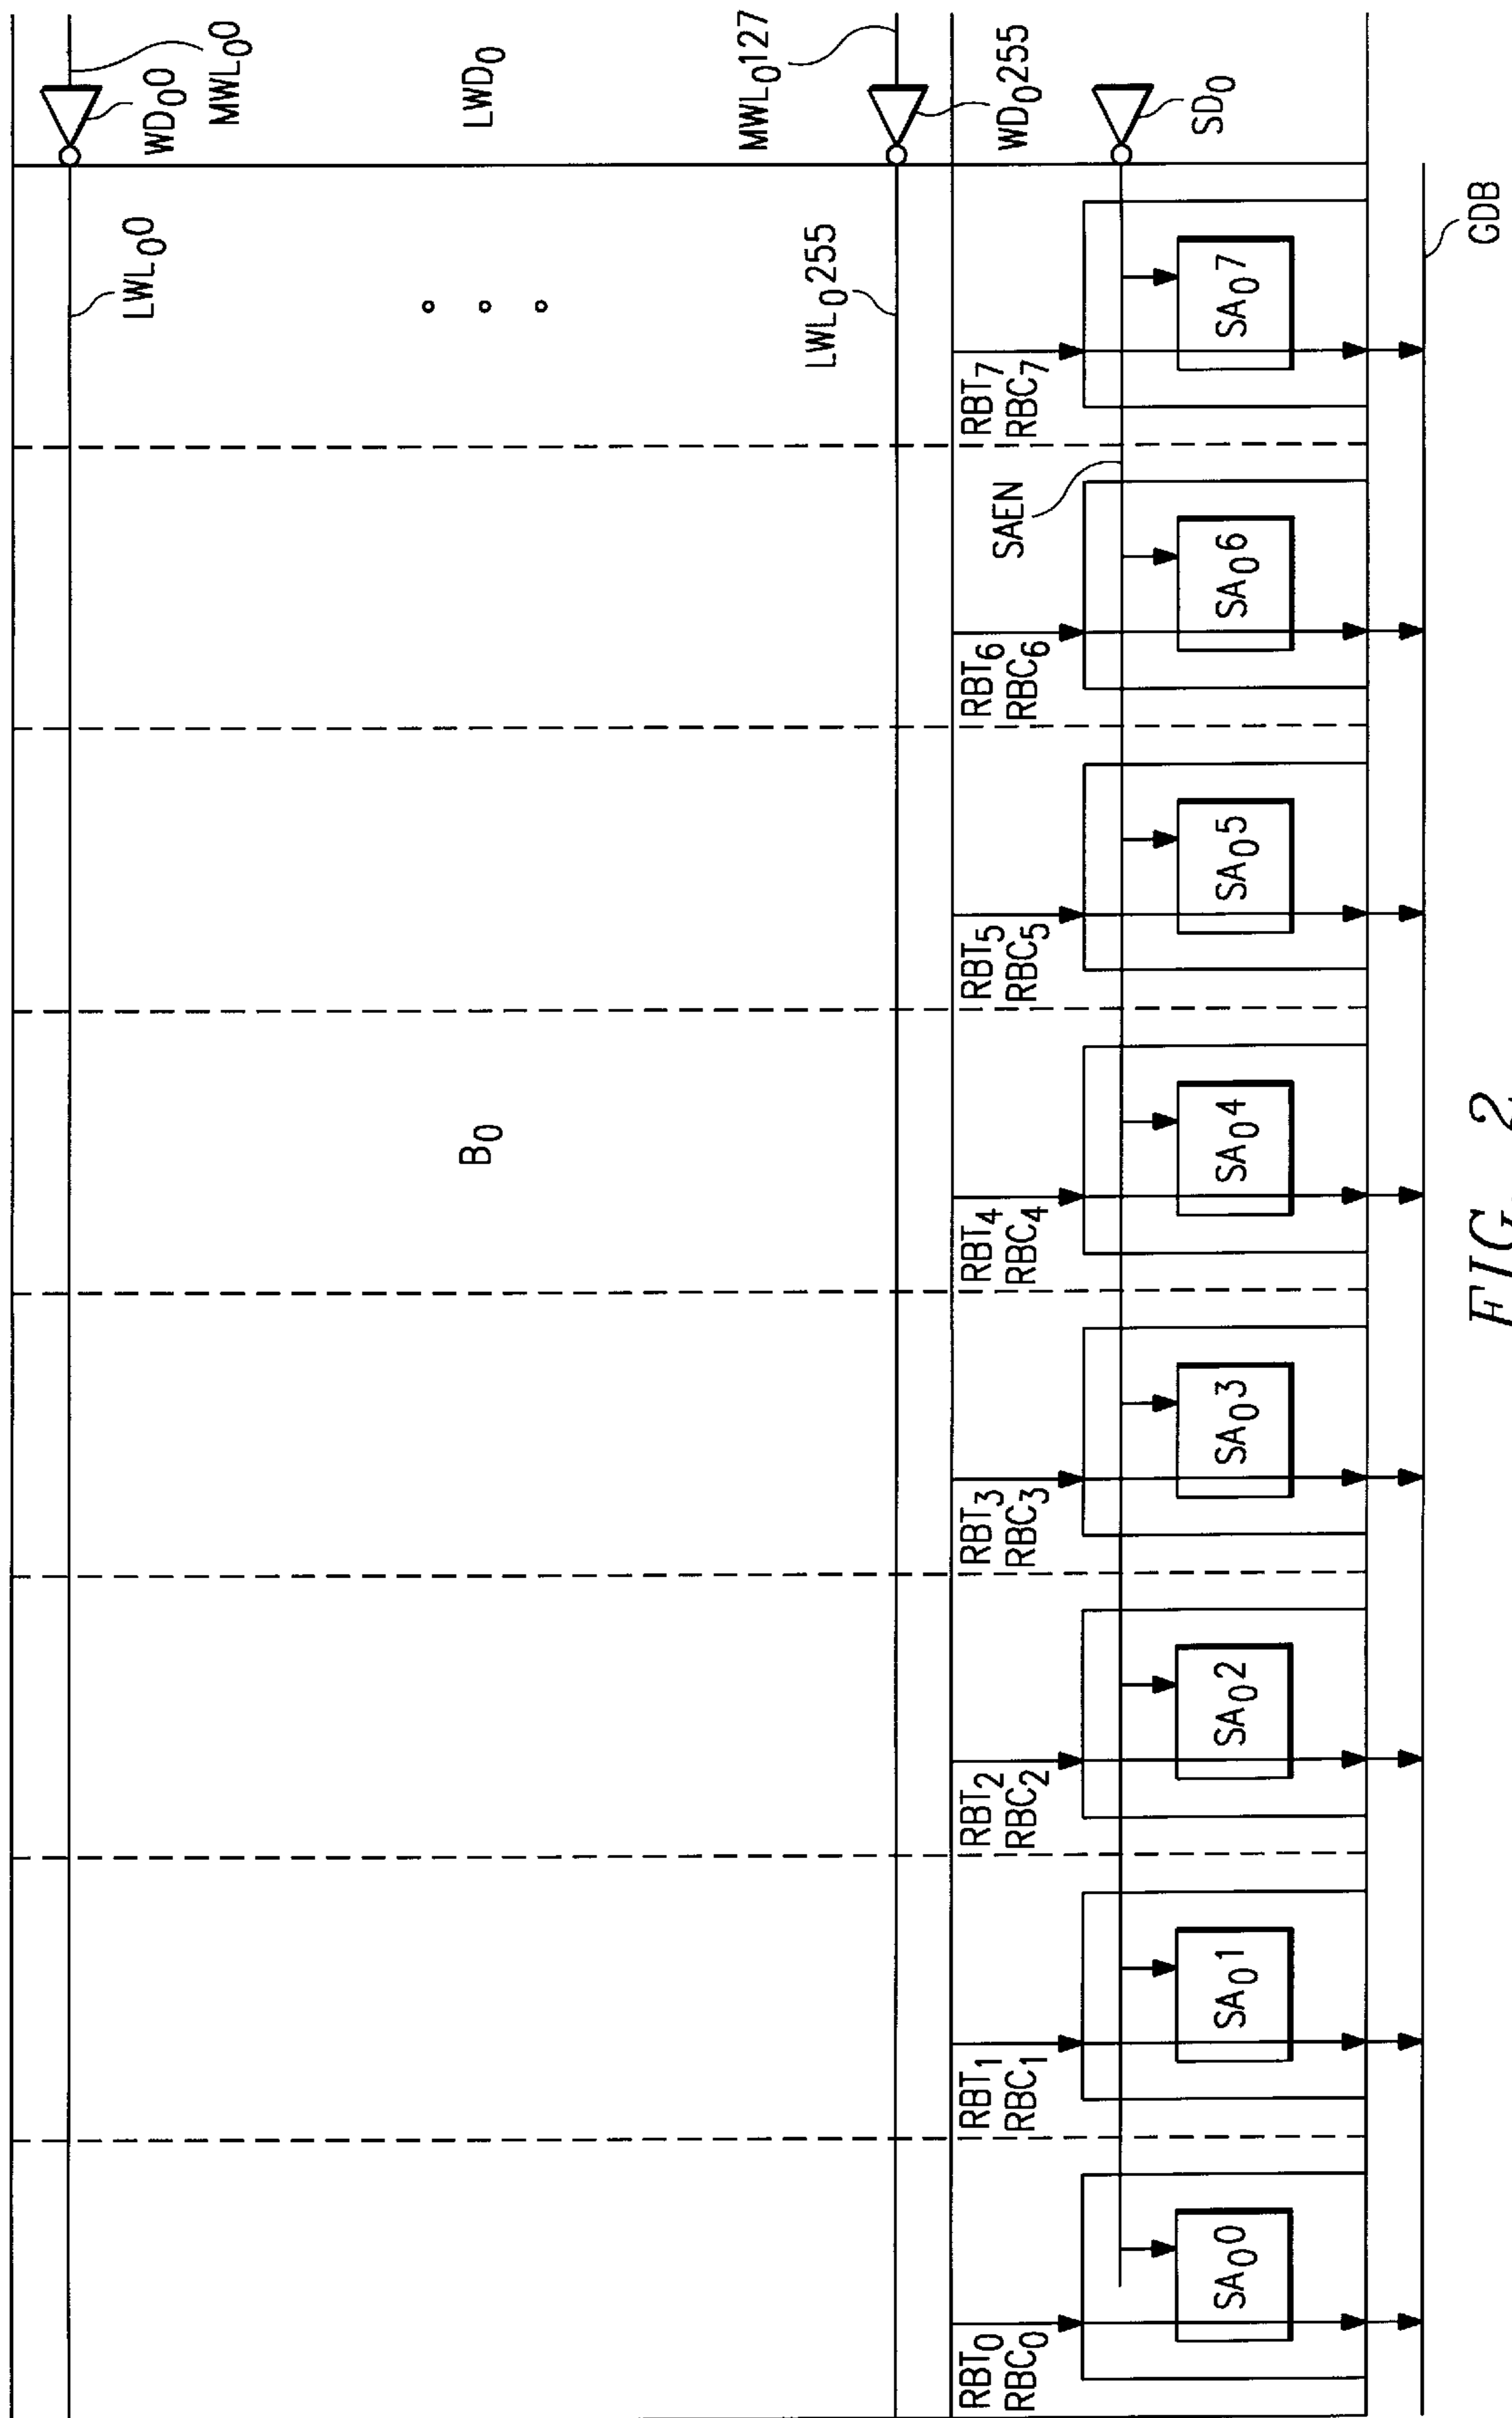 MWL₀0
WD₀0
LWL₀0
LWD₀
B₀
MWL₀127
WD₀255
LWL₀255
RBT₀
RBC₀
RBT₁
RBC₁
RBT₂
RBC₂
RBT₃
RBC₃
RBT₄
RBC₄
RBT₅
RBC₅
RBT₆
RBC₆
RBT₇
RBC₇
SAEN
SD₀
SA₀0
SA₀1
SA₀2
SA₀3
SA₀4
SA₀5
SA₀6
SA₀7
GDB
FIG. 2